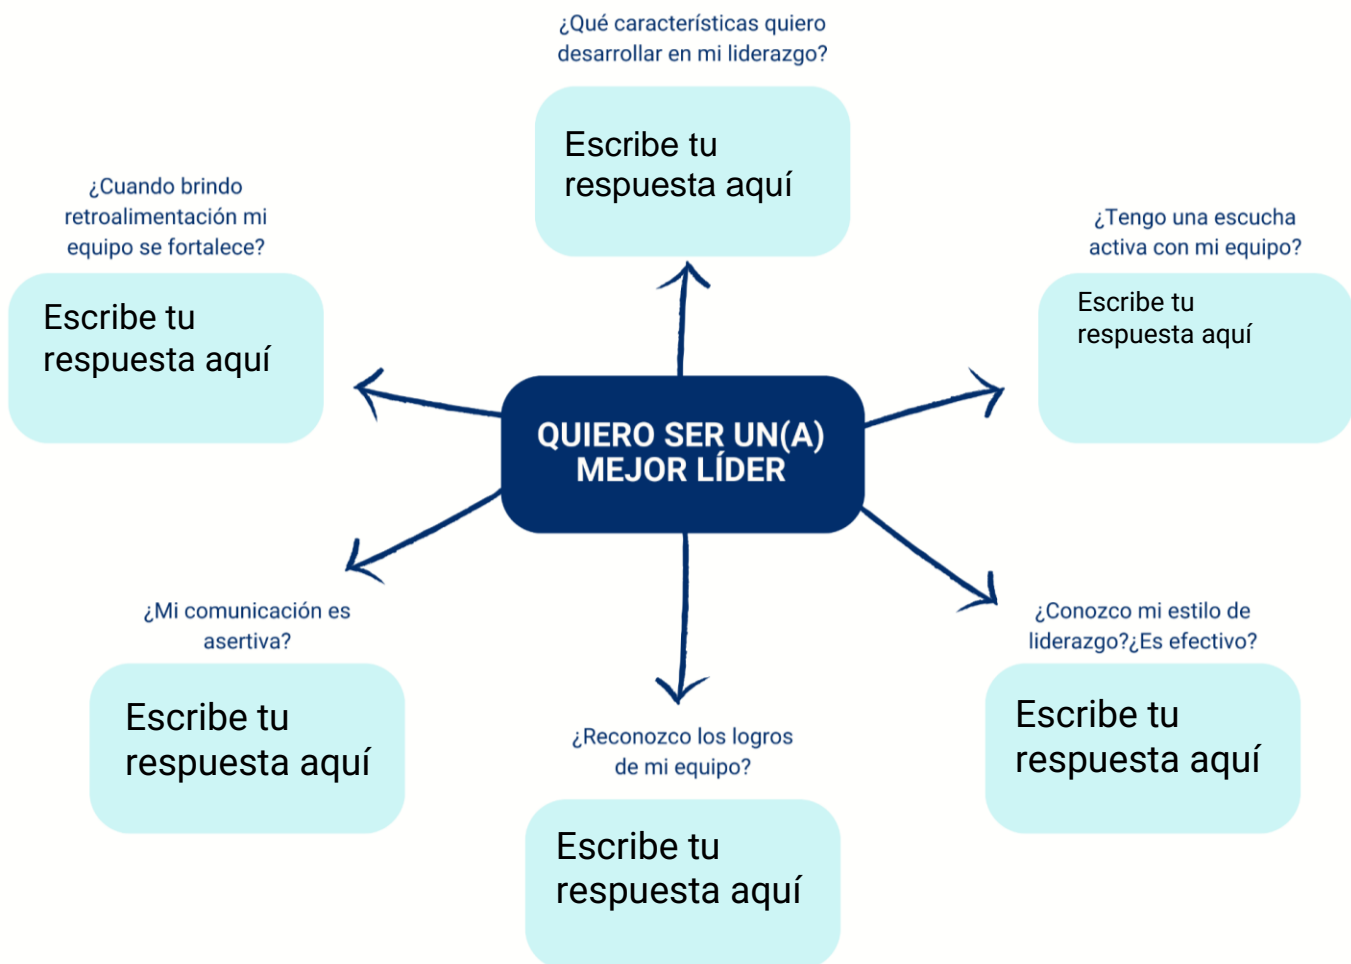 ¿Qué características quiero
desarrollar en mi liderazgo?
Escribe tu
respuesta aquí
¿Cuando brindo
retroalimentación mi
equipo se fortalece?
Escribe tu
respuesta aquí
¿Tengo una escucha
activa con mi equipo?
Escribe tu
respuesta aquí
QUIERO SER UN(A)
MEJOR LÍDER
¿Mi comunicación es
asertiva?
Escribe tu
respuesta aquí
¿Reconozco los logros
de mi equipo?
Escribe tu
respuesta aquí
¿Conozco mi estilo de
liderazgo?¿Es efectivo?
Escribe tu
respuesta aquí